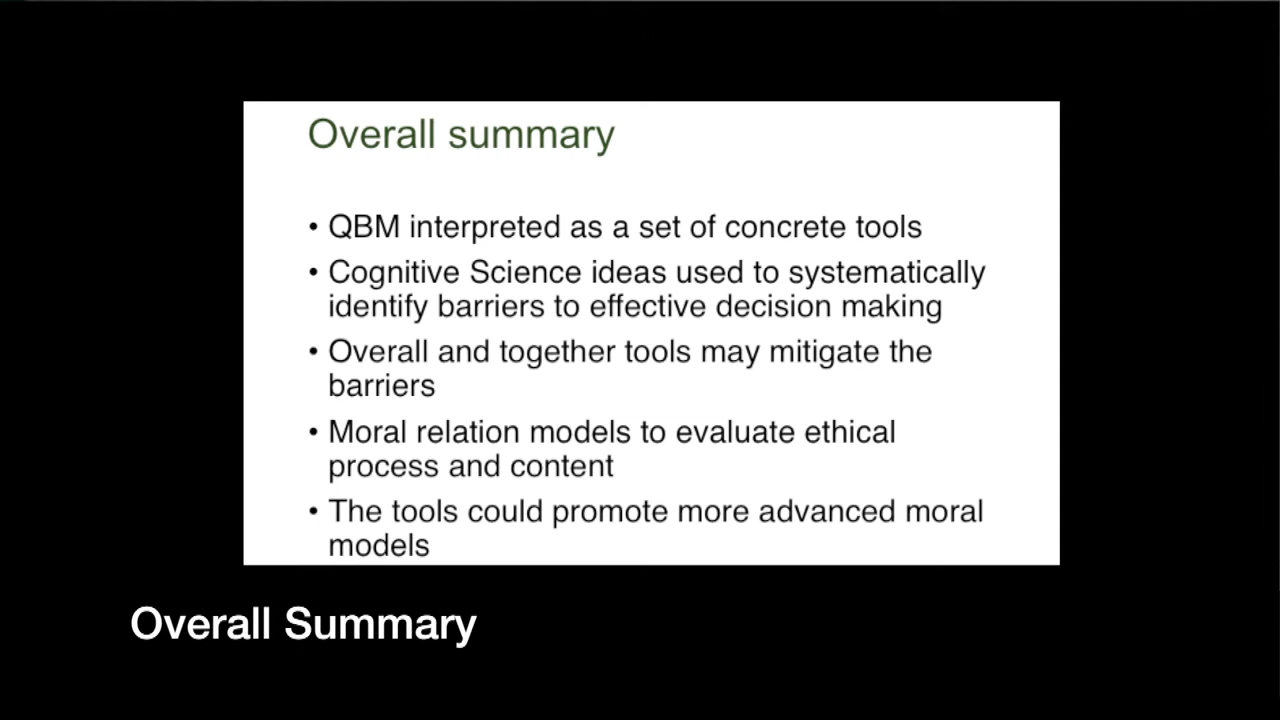 Overall summary
• QBM interpreted as a set of concrete tools
• Cognitive Science ideas used to systematically
identify barriers to effective decision making
• Overall and together tools may mitigate the
barriers
• Moral relation models to evaluate ethical
process and content
• The tools could promote more advanced moral
models
Overall Summary